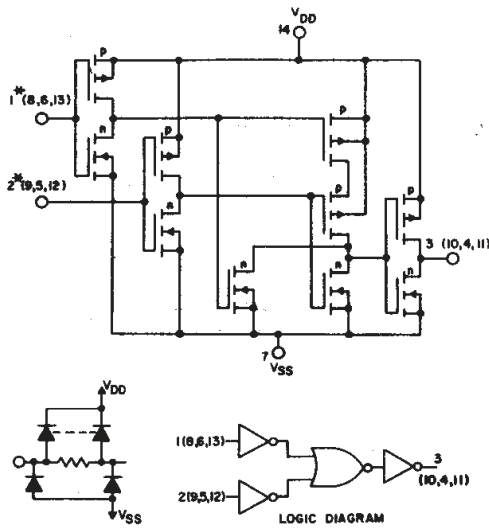 VDD
14
p
1* (8,6,13)
n
p
p
2* (9,5,12)
n
p
p
n
n
3 (10,4,11)
n
7
VSS
VDD
VSS
1(8,6,13)
2(9,5,12)
3
(10,4,11)
LOGIC DIAGRAM